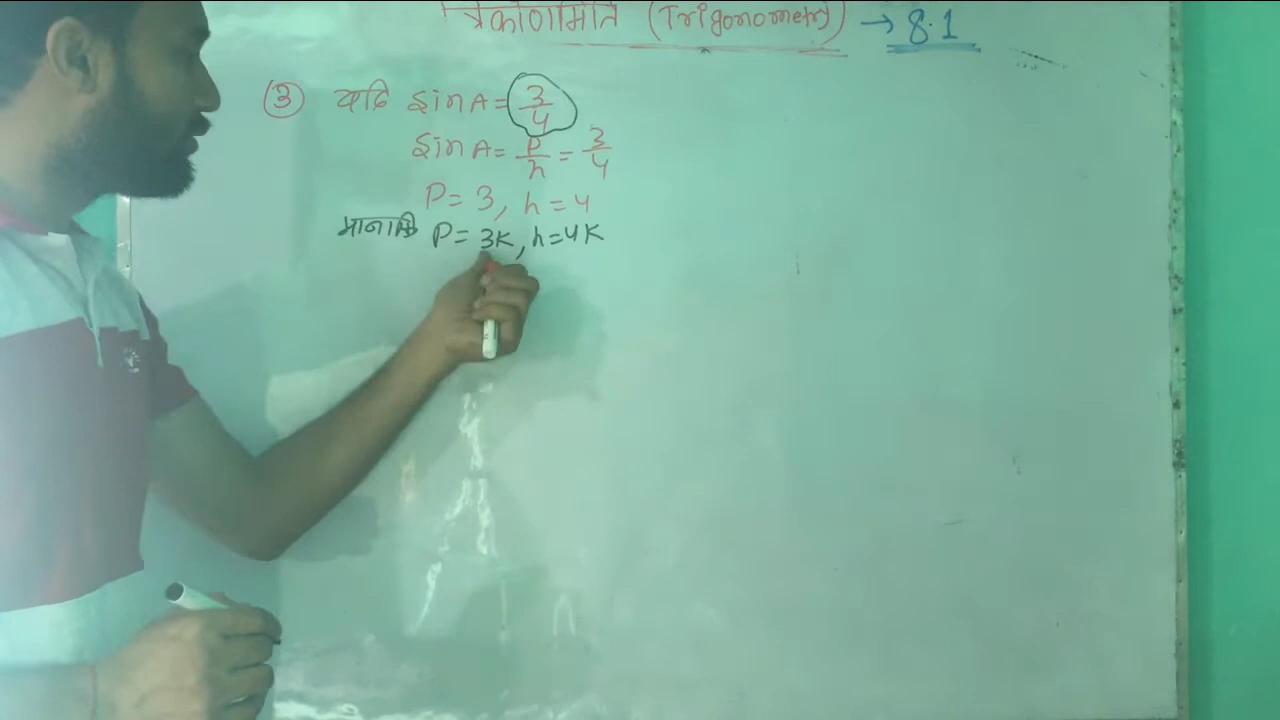 त्रिकोणमिति (Trigonometry) → 8.1
③ यदि sin A = 3/4
sin A = P/h = 3/4
P = 3, h = 4
माना कि P = 3K, h = 4K